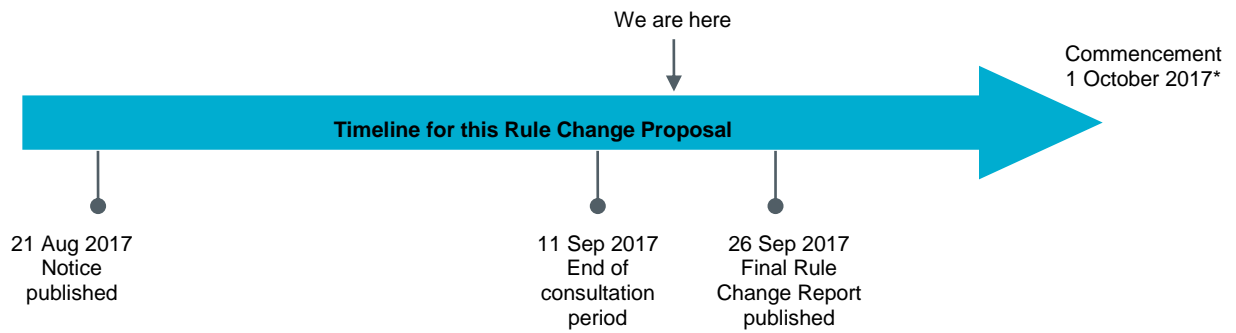 We are here
Commencement
1 October 2017*
Timeline for this Rule Change Proposal
21 Aug 2017
Notice
published
11 Sep 2017
End of
consultation
period
26 Sep 2017
Final Rule
Change Report
published